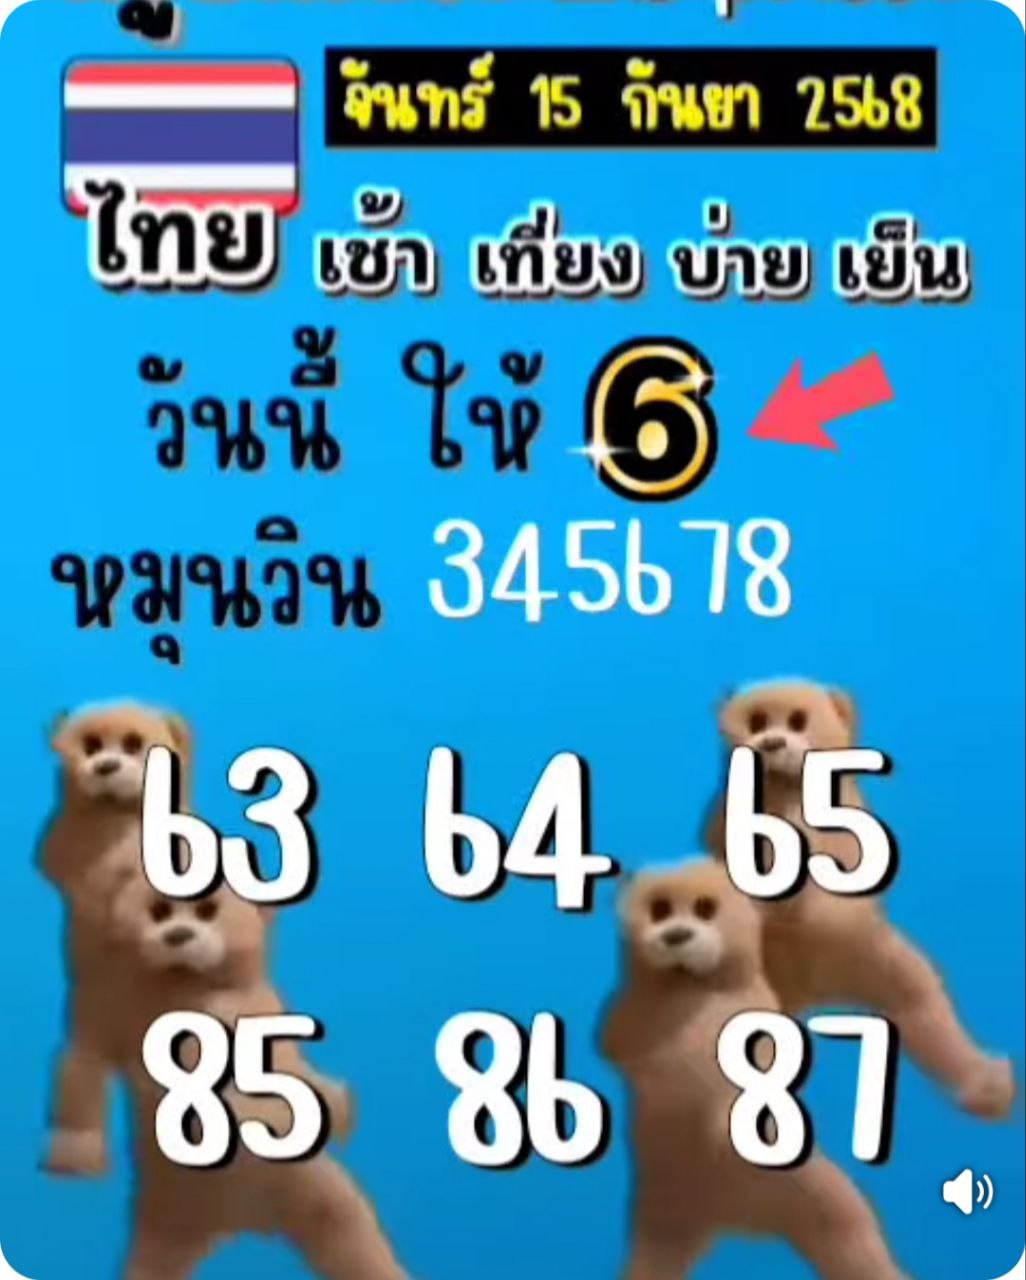 จันทร์ 15 กันยา 2568
ไทย เช้า เที่ยง บ่าย เย็น
วันนี้ ให้ 6
หมุนวิน 345678
63 64 65
85 86 87